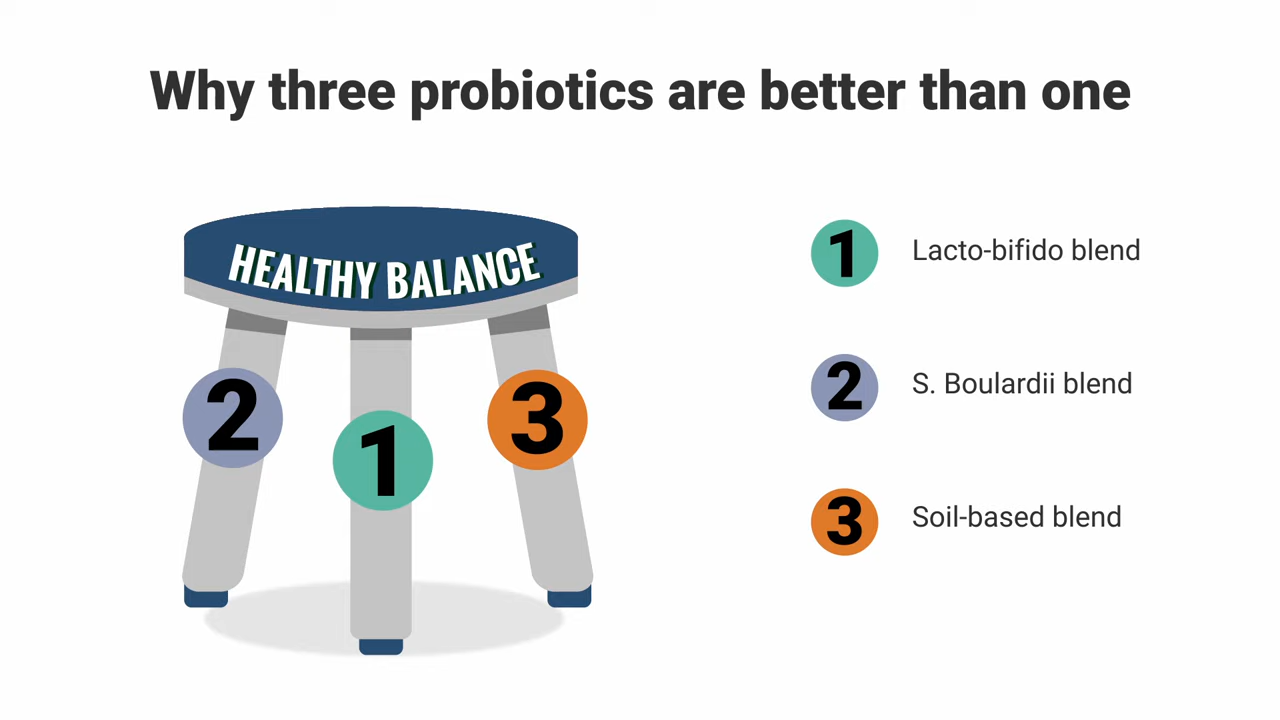 Why three probiotics are better than one
HEALTHY BALANCE
2
1
3
1 Lacto-bifido blend
2 S. Boulardii blend
3 Soil-based blend